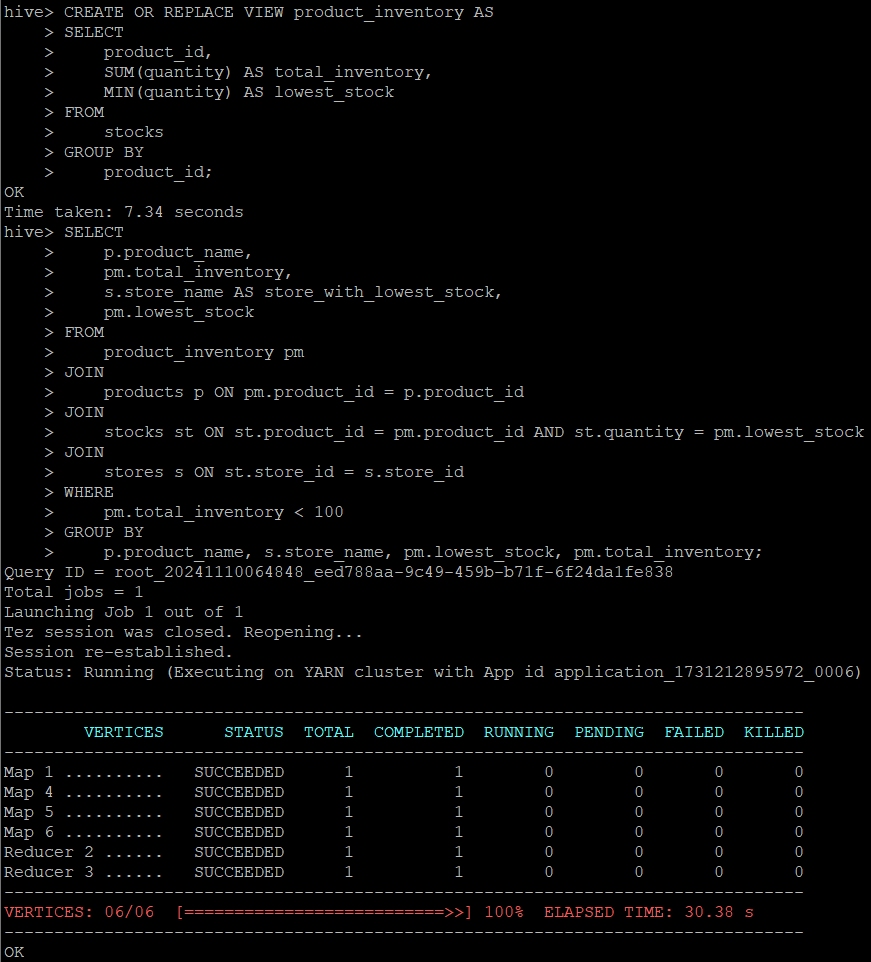 hive> CREATE OR REPLACE VIEW product_inventory AS
    > SELECT
    >     product_id,
    >     SUM(quantity) AS total_inventory,
    >     MIN(quantity) AS lowest_stock
    > FROM
    >     stocks
    > GROUP BY
    >     product_id;
OK
Time taken: 7.34 seconds
hive> SELECT
    >     p.product_name,
    >     pm.total_inventory,
    >     s.store_name AS store_with_lowest_stock,
    >     pm.lowest_stock
    > FROM
    >     product_inventory pm
    > JOIN
    >     products p ON pm.product_id = p.product_id
    > JOIN
    >     stocks st ON st.product_id = pm.product_id AND st.quantity = pm.lowest_stock
    > JOIN
    >     stores s ON st.store_id = s.store_id
    > WHERE
    >     pm.total_inventory < 100
    > GROUP BY
    >     p.product_name, s.store_name, pm.lowest_stock, pm.total_inventory;
Query ID = root_20241110064848_eed788aa-9c49-459b-b71f-6f24da1fe838
Total jobs = 1
Launching Job 1 out of 1
Tez session was closed. Reopening...
Session re-established.
Status: Running (Executing on YARN cluster with App id application_1731212895972_0006)
--------------------------------------------------------------------------------
        VERTICES      STATUS  TOTAL  COMPLETED  RUNNING  PENDING  FAILED  KILLED
--------------------------------------------------------------------------------
Map 1 ..........   SUCCEEDED      1          1        0        0       0       0
Map 4 ..........   SUCCEEDED      1          1        0        0       0       0
Map 5 ..........   SUCCEEDED      1          1        0        0       0       0
Map 6 ..........   SUCCEEDED      1          1        0        0       0       0
Reducer 2 ......   SUCCEEDED      1          1        0        0       0       0
Reducer 3 ......   SUCCEEDED      1          1        0        0       0       0
--------------------------------------------------------------------------------
VERTICES: 06/06  [==========================>>] 100%  ELAPSED TIME: 30.38 s
--------------------------------------------------------------------------------
OK